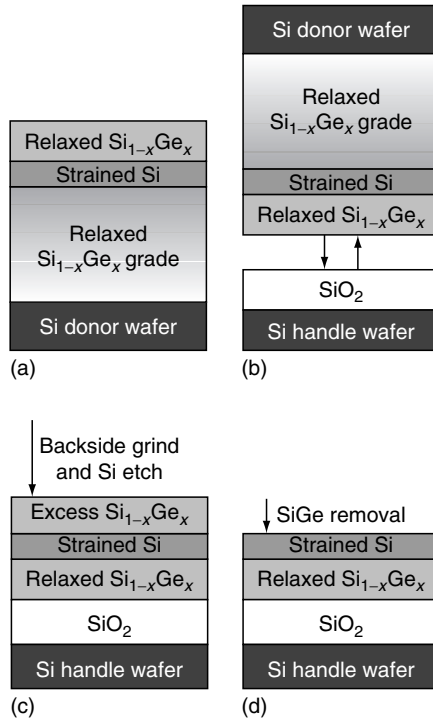 Relaxed Si₁₋ₓGeₓ
Strained Si
Relaxed
Si₁₋ₓGeₓ grade
Si donor wafer
(a)
Si donor wafer
Relaxed
Si₁₋ₓGeₓ grade
Strained Si
Relaxed Si₁₋ₓGeₓ
SiO₂
Si handle wafer
(b)
Backside grind
and Si etch
Excess Si₁₋ₓGeₓ
Strained Si
Relaxed Si₁₋ₓGeₓ
SiO₂
Si handle wafer
(c)
SiGe removal
Strained Si
Relaxed Si₁₋ₓGeₓ
SiO₂
Si handle wafer
(d)